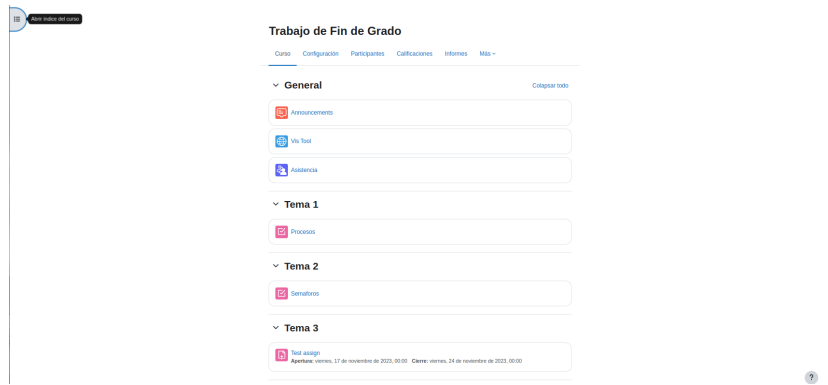 Abrir índice del curso
Trabajo de Fin de Grado
Curso Configuración Participantes Calificaciones Informes Más
General Colapsar todo
Announcements
Vis Tool
Asistencia
Tema 1
Procesos
Tema 2
Semaforos
Tema 3
Test assign
Apertura: viernes, 17 de noviembre de 2023, 00:00 Cierre: viernes, 24 de noviembre de 2023, 00:00
?